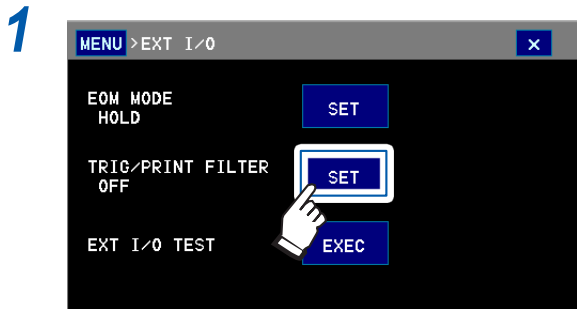 1
MENU >EXT I/O ×
EOM MODE SET
HOLD
TRIG/PRINT FILTER SET
OFF
EXT I/O TEST EXEC